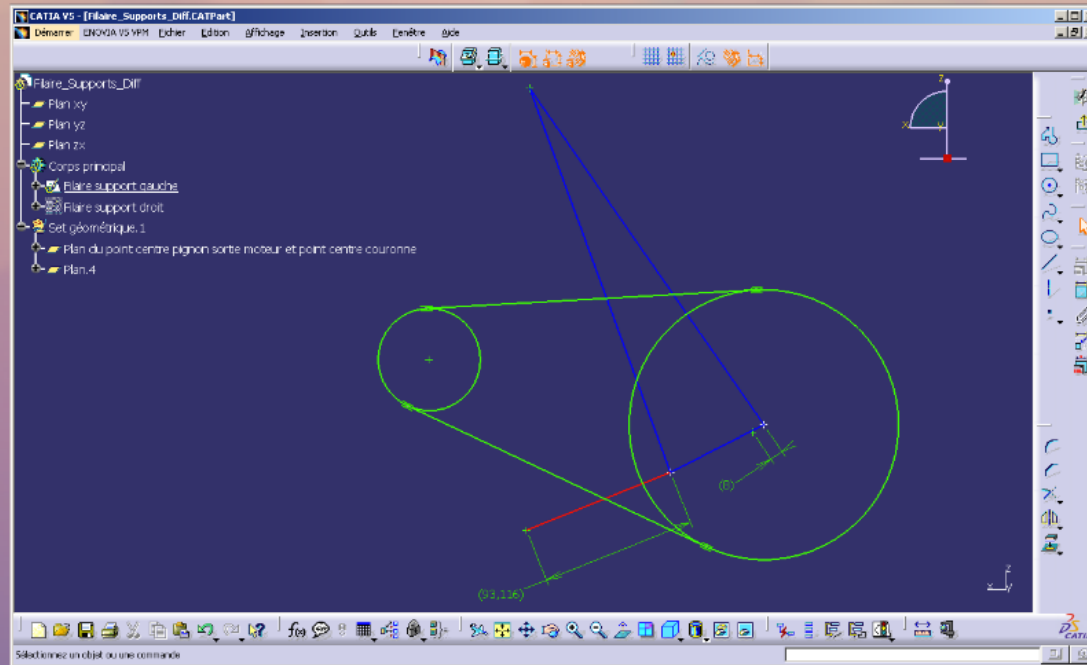 CATIA V5 - [Filaire_Supports_Diff.CATPart]
Démarrer ENOVIA V5 VPM Fichier Edition Affichage Insertion Outils Fenêtre Aide
Filaire_Supports_Diff
Plan xy
Plan yz
Plan zx
Corps principal
Filaire support gauche
Filaire support droit
Set géométrique.1
Plan du point centre pignon sortie moteur et point centre couronne
Plan.4
z
x
y
(8)
(93,116)
z
x
y
f(x)
CATIA
Sélectionnez un objet ou une commande